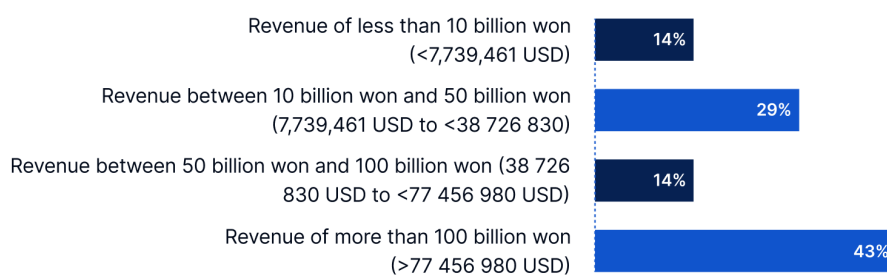 Revenue of less than 10 billion won
(<7,739,461 USD)
14%
Revenue between 10 billion won and 50 billion won
(7,739,461 USD to <38 726 830)
29%
Revenue between 50 billion won and 100 billion won (38 726
830 USD to <77 456 980 USD)
14%
Revenue of more than 100 billion won
(>77 456 980 USD)
43%